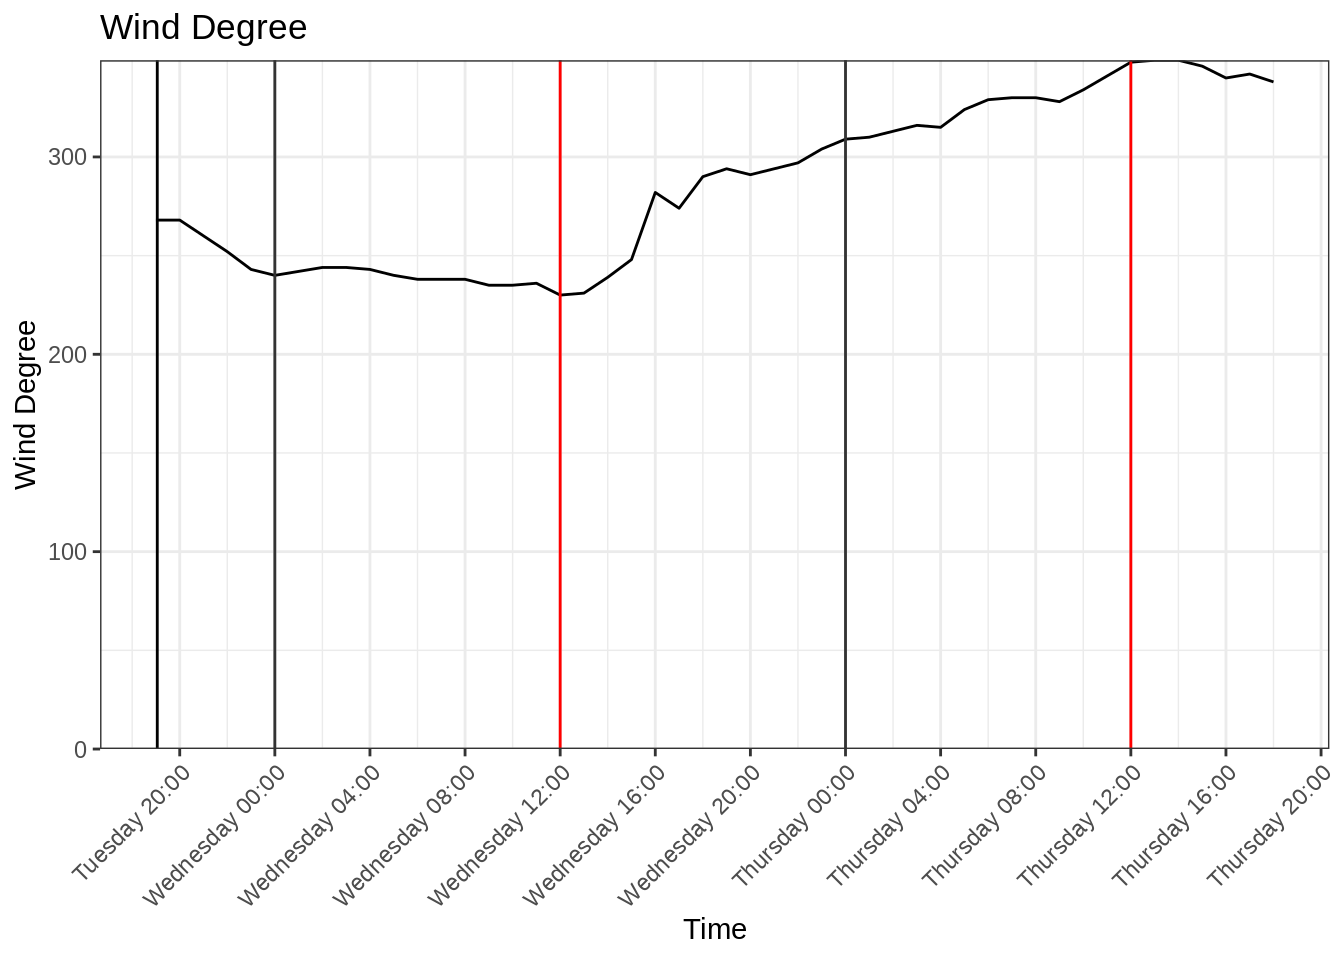 Wind Degree
Wind Degree
300
200
100
0
Tuesday 20:00
Wednesday 00:00
Wednesday 04:00
Wednesday 08:00
Wednesday 12:00
Wednesday 16:00
Wednesday 20:00
Thursday 00:00
Thursday 04:00
Thursday 08:00
Thursday 12:00
Thursday 16:00
Thursday 20:00
Time